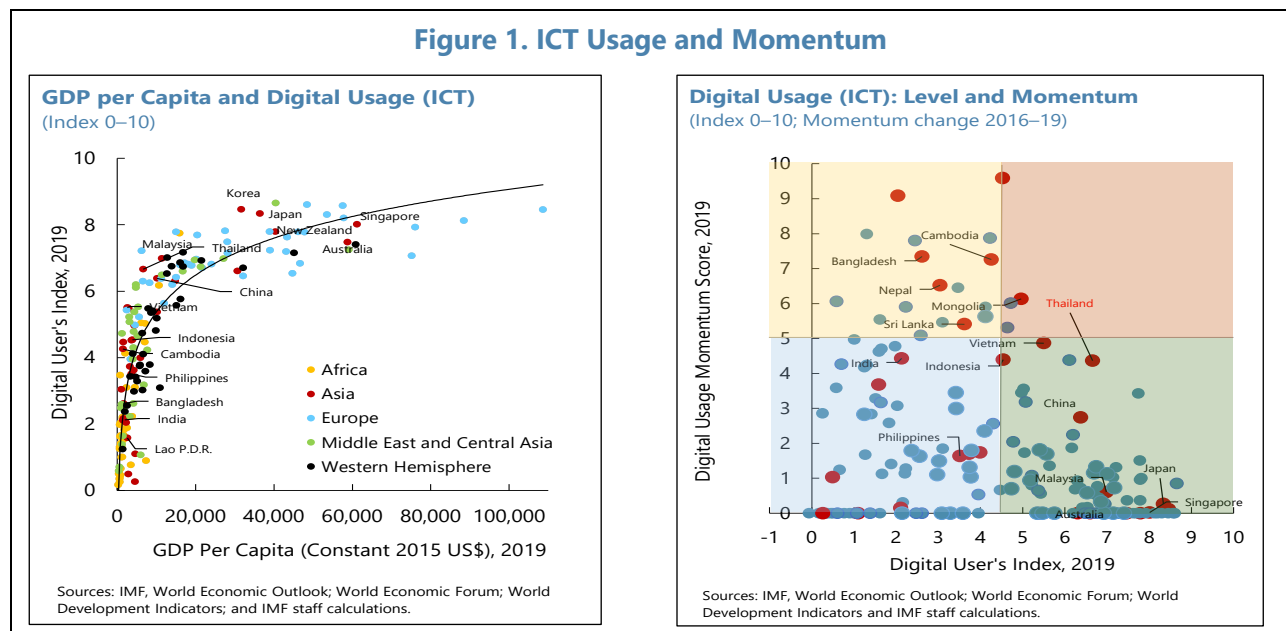 Figure 1. ICT Usage and Momentum
GDP per Capita and Digital Usage (ICT)
(Index 0–10)
Digital User's Index, 2019
10
8
6
4
2
0
Korea
Japan
Singapore
New Zealand
Malaysia
Thailand
Australia
China
Vietnam
Indonesia
Cambodia
Philippines
Bangladesh
India
Lao P.D.R.
Africa
Asia
Europe
Middle East and Central Asia
Western Hemisphere
0 20,000 40,000 60,000 80,000 100,000
GDP Per Capita (Constant 2015 US$), 2019
Sources: IMF, World Economic Outlook; World Economic Forum; World
Development Indicators; and IMF staff calculations.
Digital Usage (ICT): Level and Momentum
(Index 0–10; Momentum change 2016–19)
Digital Usage Momentum Score, 2019
10
9
8
7
6
5
4
3
2
1
0
Cambodia
Bangladesh
Nepal
Mongolia
Thailand
Sri Lanka
Vietnam
India
Indonesia
China
Philippines
Malaysia
Japan
Singapore
Australia
-1 0 1 2 3 4 5 6 7 8 9 10
Digital User's Index, 2019
Sources: IMF, World Economic Outlook; World Economic Forum; World
Development Indicators and IMF staff calculations.